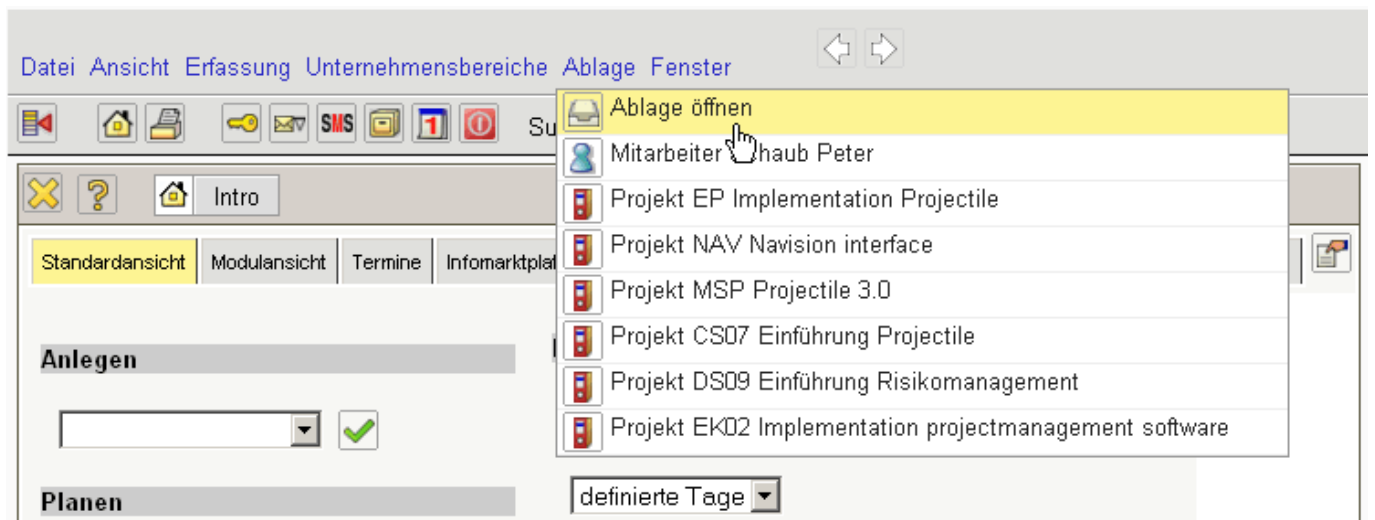 Datei Ansicht Erfassung Unternehmensbereiche Ablage Fenster
SMS 1 Su
Ablage öffnen
Mitarbeiter haub Peter
Projekt EP Implementation Projectile
Projekt NAV Navision interface
Projekt MSP Projectile 3.0
Projekt CS07 Einführung Projectile
Projekt DS09 Einführung Risikomanagement
Projekt EK02 Implementation projectmanagement software
? Intro
Standardansicht Modulansicht Termine Infomarktplat
Anlegen
Planen
definierte Tage